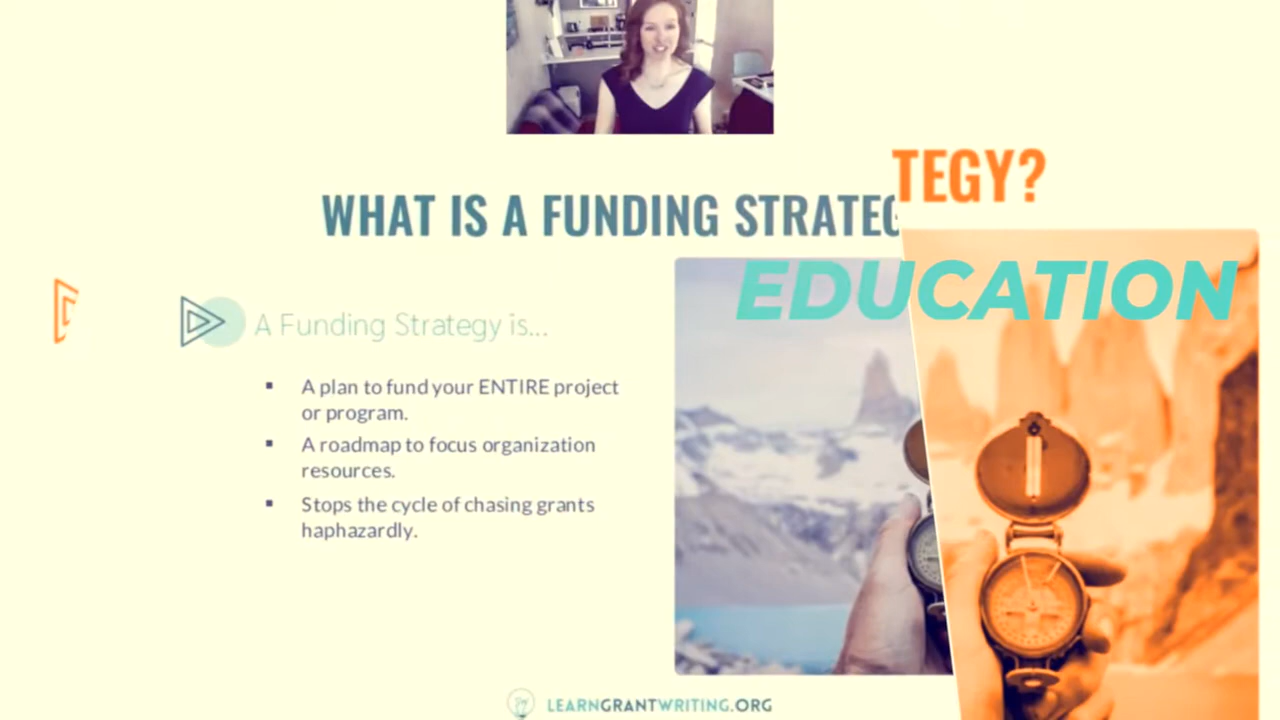 TEGY?
WHAT IS A FUNDING STRATEG
EDUCATION
A Funding Strategy is...
▪ A plan to fund your ENTIRE project
or program.
▪ A roadmap to focus organization
resources.
▪ Stops the cycle of chasing grants
haphazardly.
LEARNGRANTWRITING.ORG